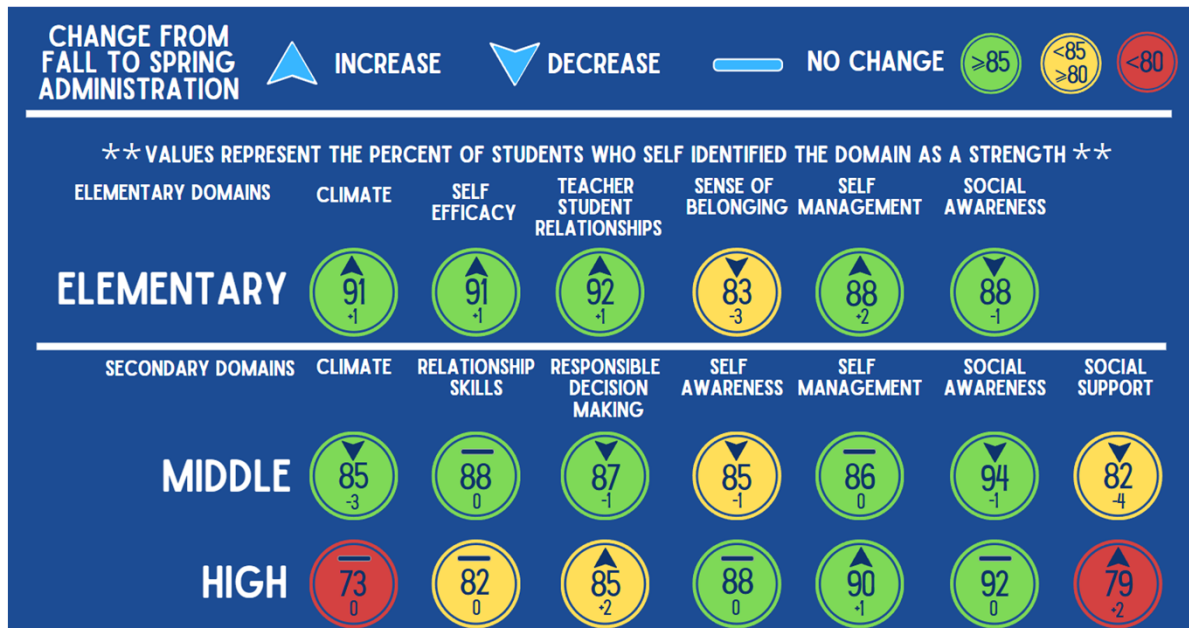 CHANGE FROM
FALL TO SPRING
ADMINISTRATION
INCREASE
DECREASE
NO CHANGE
≥85
<85
≥80
<80
**VALUES REPRESENT THE PERCENT OF STUDENTS WHO SELF IDENTIFIED THE DOMAIN AS A STRENGTH **
ELEMENTARY DOMAINS
CLIMATE
SELF
EFFICACY
TEACHER
STUDENT
RELATIONSHIPS
SENSE OF
BELONGING
SELF
MANAGEMENT
SOCIAL
AWARENESS
ELEMENTARY
91
+1
91
+1
92
+1
83
-3
88
+2
88
-1
SECONDARY DOMAINS
CLIMATE
RELATIONSHIP
SKILLS
RESPONSIBLE
DECISION
MAKING
SELF
AWARENESS
SELF
MANAGEMENT
SOCIAL
AWARENESS
SOCIAL
SUPPORT
MIDDLE
85
-3
88
0
87
-1
85
-1
86
0
94
-1
82
-4
HIGH
73
0
82
0
85
+2
88
0
90
+1
92
0
79
+2